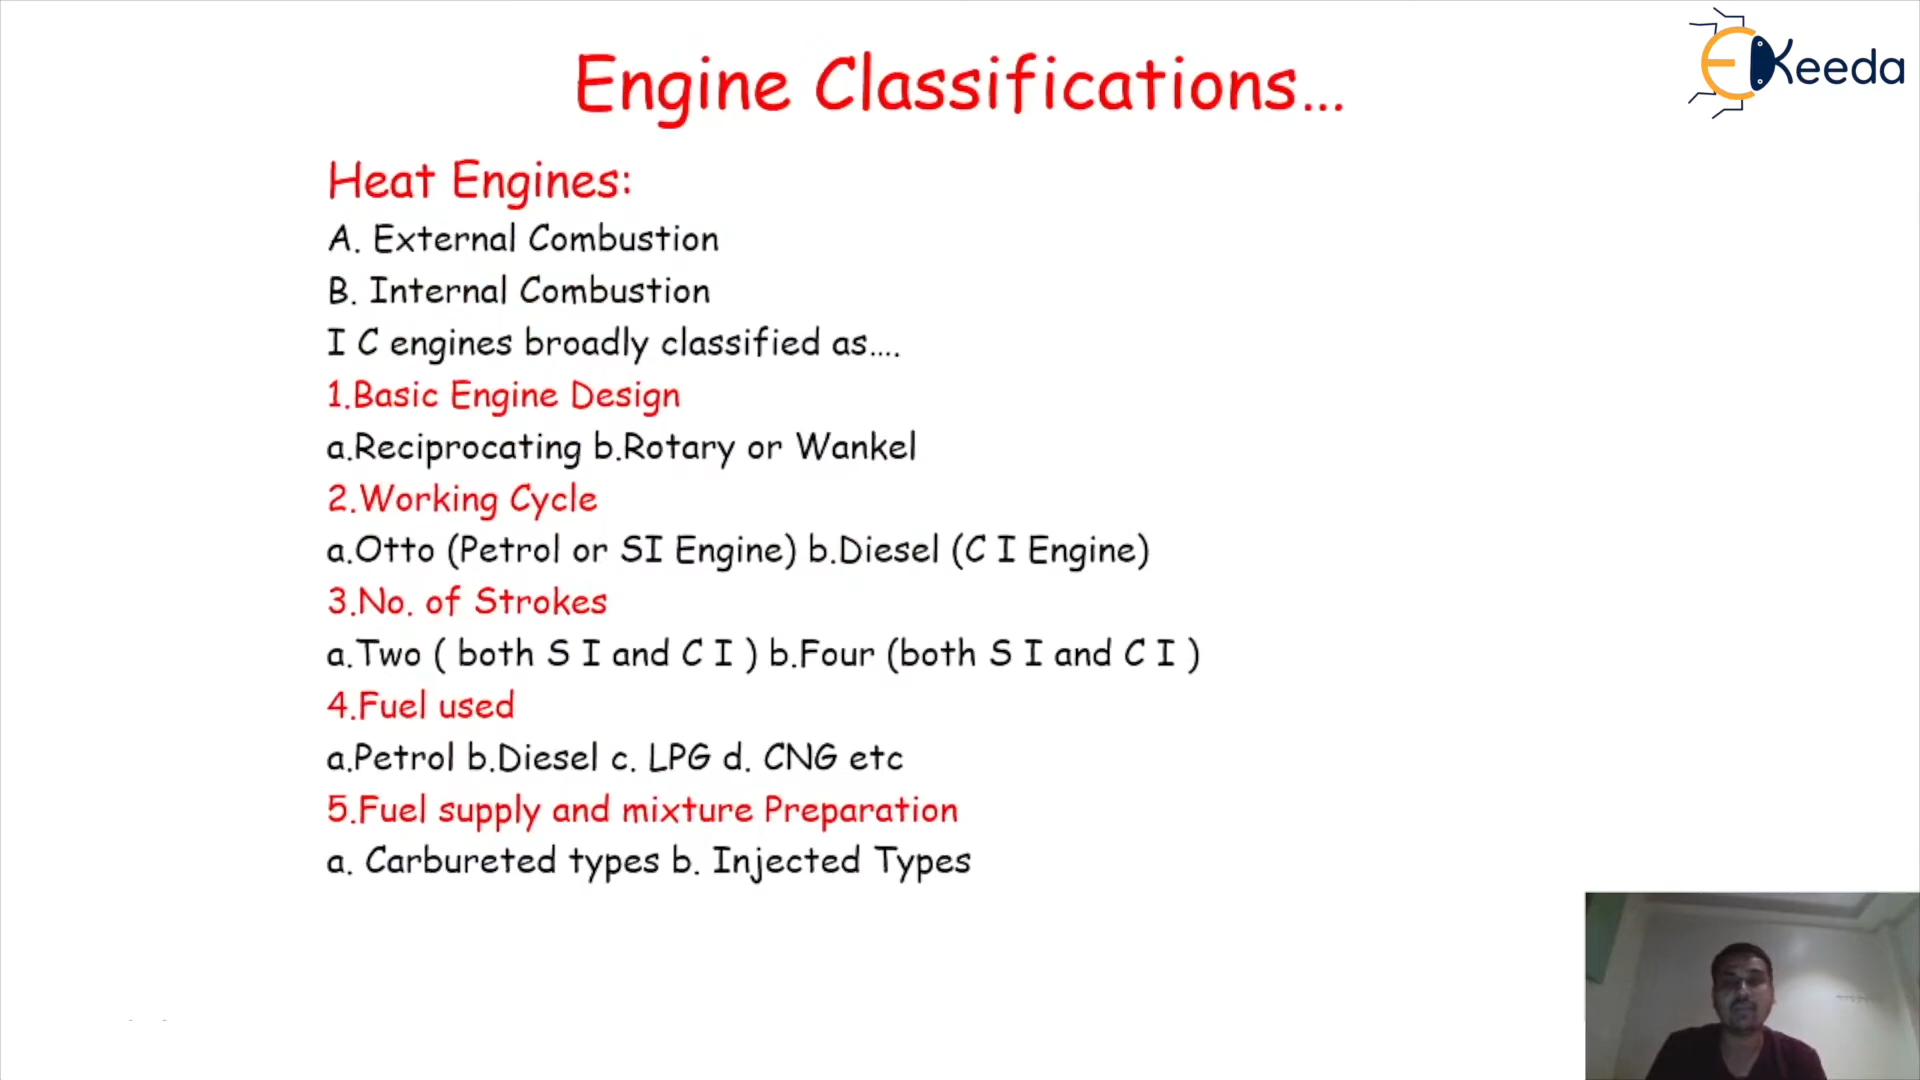 Engine Classifications...
EKeeda
Heat Engines:
A. External Combustion
B. Internal Combustion
I C engines broadly classified as....
1.Basic Engine Design
a.Reciprocating b.Rotary or Wankel
2.Working Cycle
a.Otto (Petrol or SI Engine) b.Diesel (C I Engine)
3.No. of Strokes
a.Two ( both S I and C I ) b.Four (both S I and C I )
4.Fuel used
a.Petrol b.Diesel c. LPG d. CNG etc
5.Fuel supply and mixture Preparation
a. Carbureted types b. Injected Types